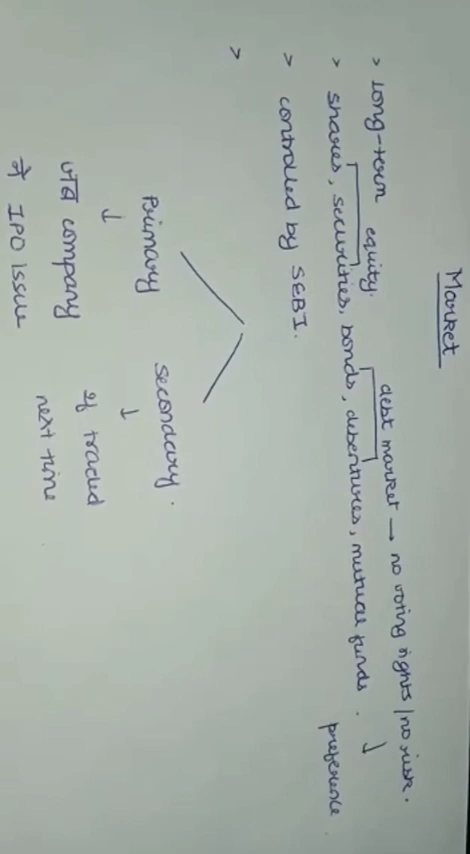 Market
> long-term equity.
debt market → no voting rights / no risk.
> shares, securities, bonds, debentures, mutual funds.
↓
preference
> controlled by SEBI.
>
Primary
↓
जब company
ने IPO issue
Secondary.
↓
if traded
next time